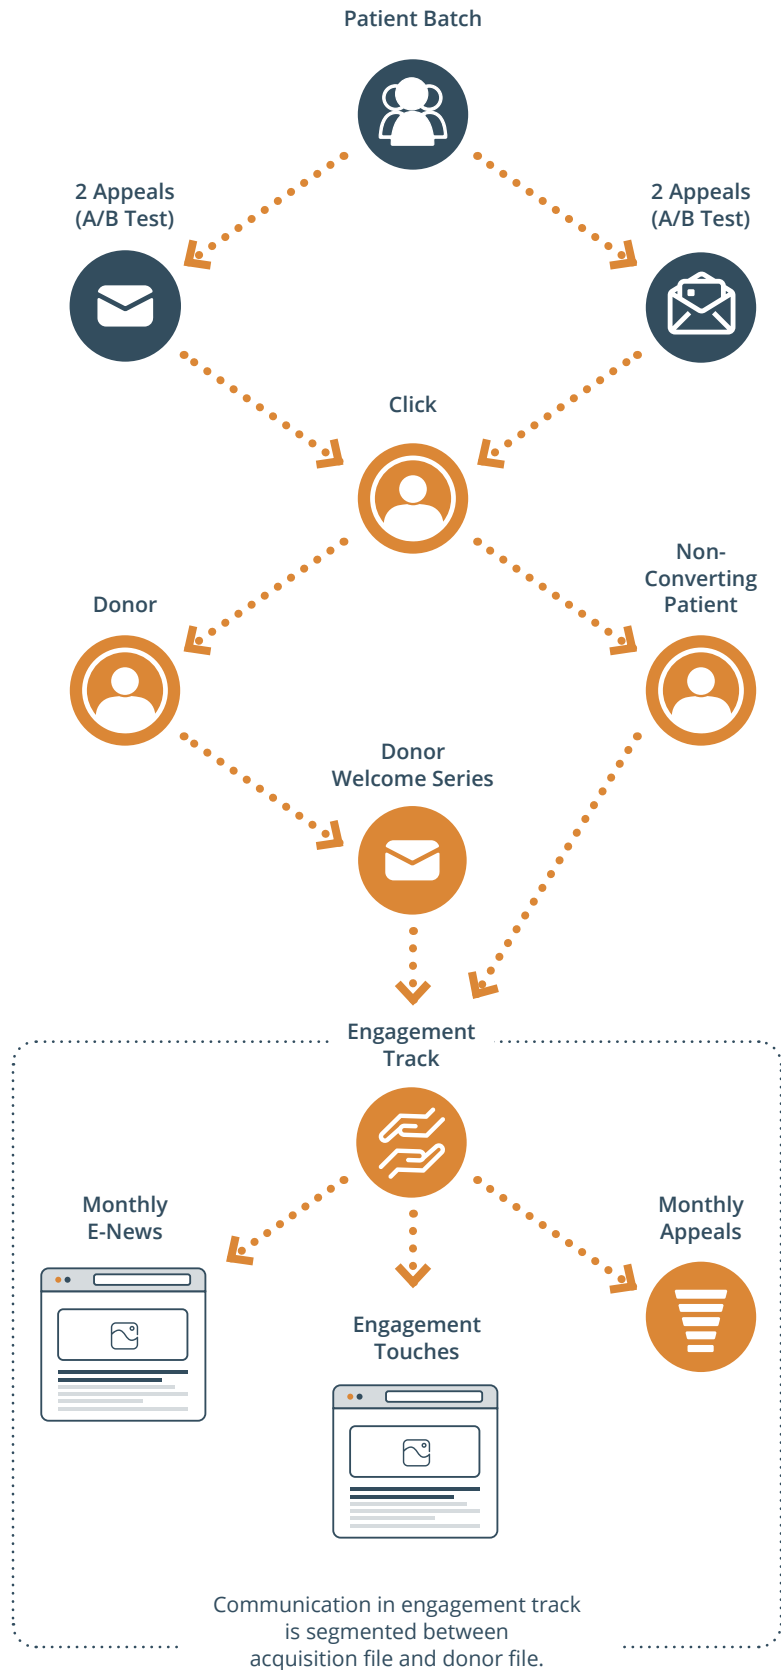 Patient Batch
2 Appeals
(A/B Test)
2 Appeals
(A/B Test)
Click
Donor
Non-
Converting
Patient
Donor
Welcome Series
Engagement
Track
Monthly
E-News
Engagement
Touches
Monthly
Appeals
Communication in engagement track
is segmented between
acquisition file and donor file.